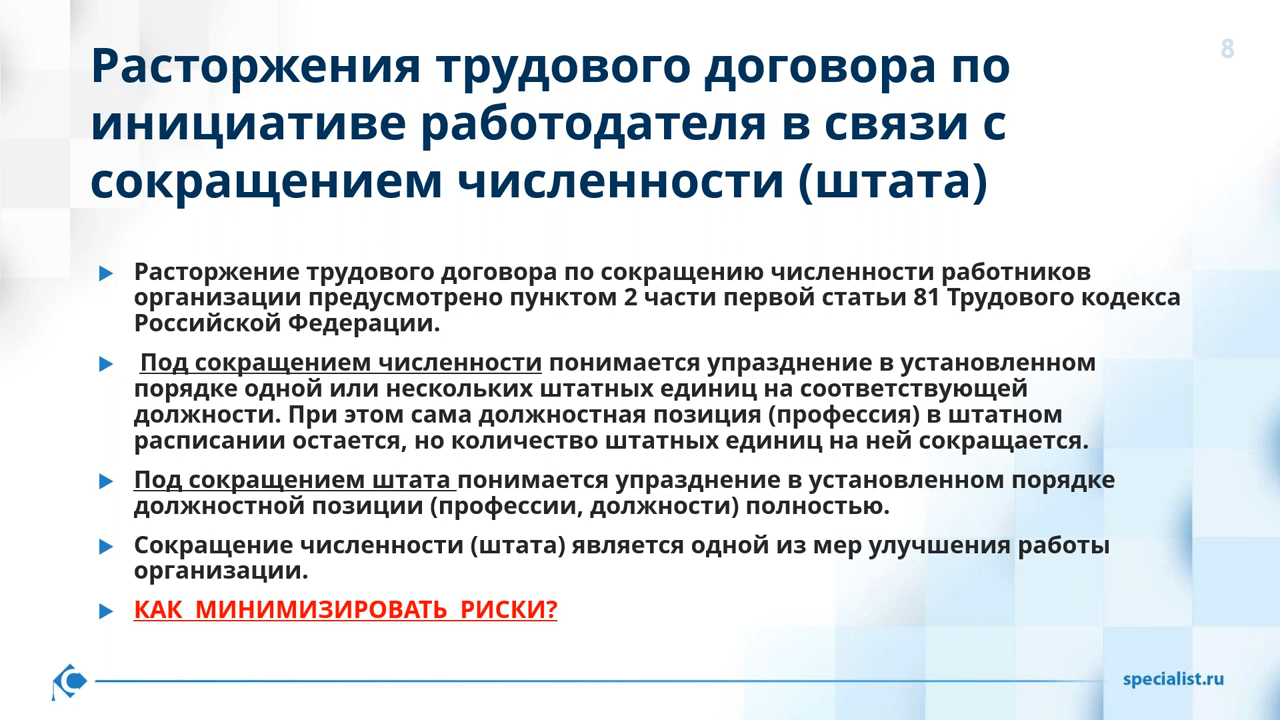 8
Расторжения трудового договора по
инициативе работодателя в связи с
сокращением численности (штата)
Расторжение трудового договора по сокращению численности работников
организации предусмотрено пунктом 2 части первой статьи 81 Трудового кодекса
Российской Федерации.
Под сокращением численности понимается упразднение в установленном
порядке одной или нескольких штатных единиц на соответствующей
должности. При этом сама должностная позиция (профессия) в штатном
расписании остается, но количество штатных единиц на ней сокращается.
Под сокращением штата понимается упразднение в установленном порядке
должностной позиции (профессии, должности) полностью.
Сокращение численности (штата) является одной из мер улучшения работы
организации.
КАК МИНИМИЗИРОВАТЬ РИСКИ?
specialist.ru